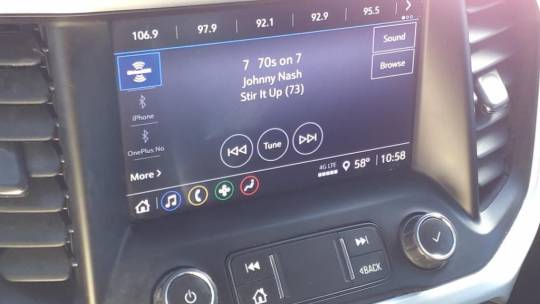 106.9 97.9 92.1 92.9 95.5
7 70s on 7
Johnny Nash
Stir It Up (73)
Sound
Browse
iPhone
OnePlus No
Tune
More >
4G LTE
58° 10:58
BACK